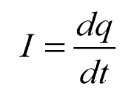 I = dq/dt